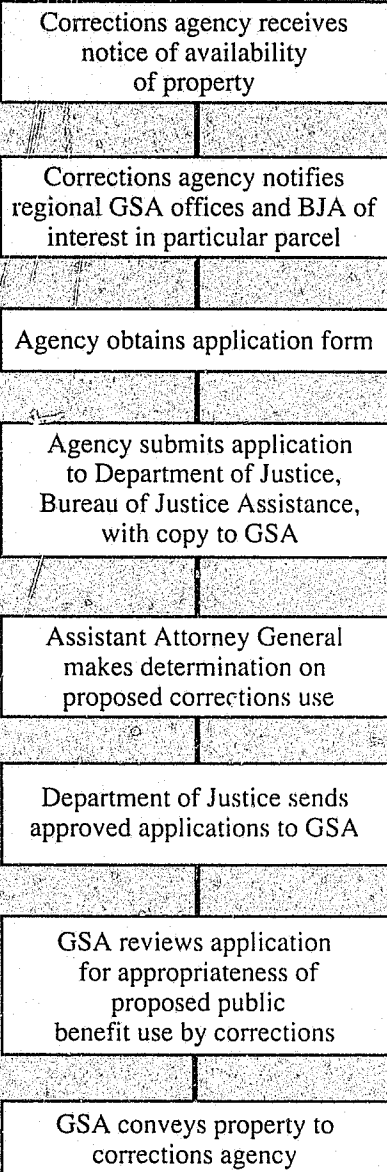 Corrections agency receives
notice of availability
of property
Corrections agency notifies
regional GSA offices and BJA of
interest in particular parcel
Agency obtains application form
Agency submits application
to Department of Justice,
Bureau of Justice Assistance,
with copy to GSA
Assistant Attorney General
makes determination on
proposed corrections use
Department of Justice sends
approved applications to GSA
GSA reviews application
for appropriateness of
proposed public
benefit use by corrections
GSA conveys property to
corrections agency